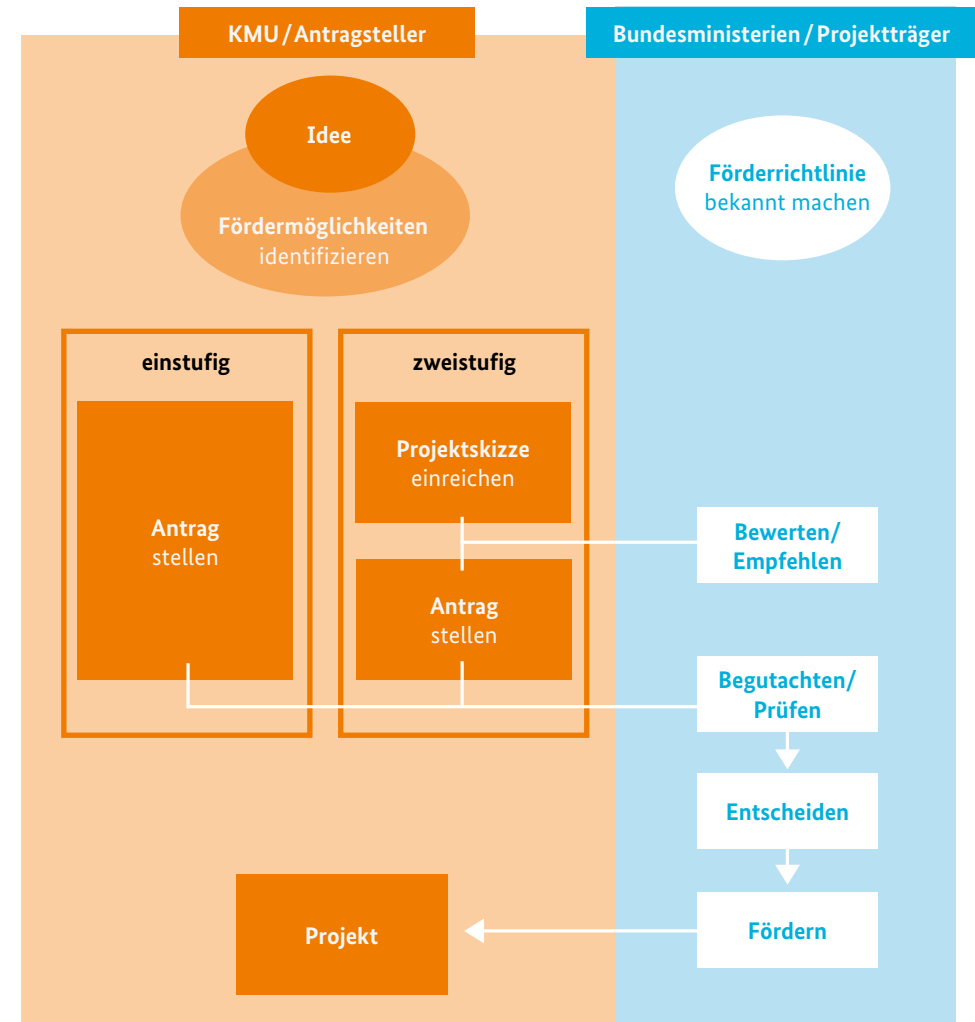 KMU/Antragsteller
Bundesministerien/Projektträger
Idee
Fördermöglichkeiten
identifizieren
Förderrichtlinie
bekannt machen
einstufig
Antrag
stellen
zweistufig
Projektskizze
einreichen
Antrag
stellen
Bewerten/
Empfehlen
Begutachten/
Prüfen
Entscheiden
Fördern
Projekt